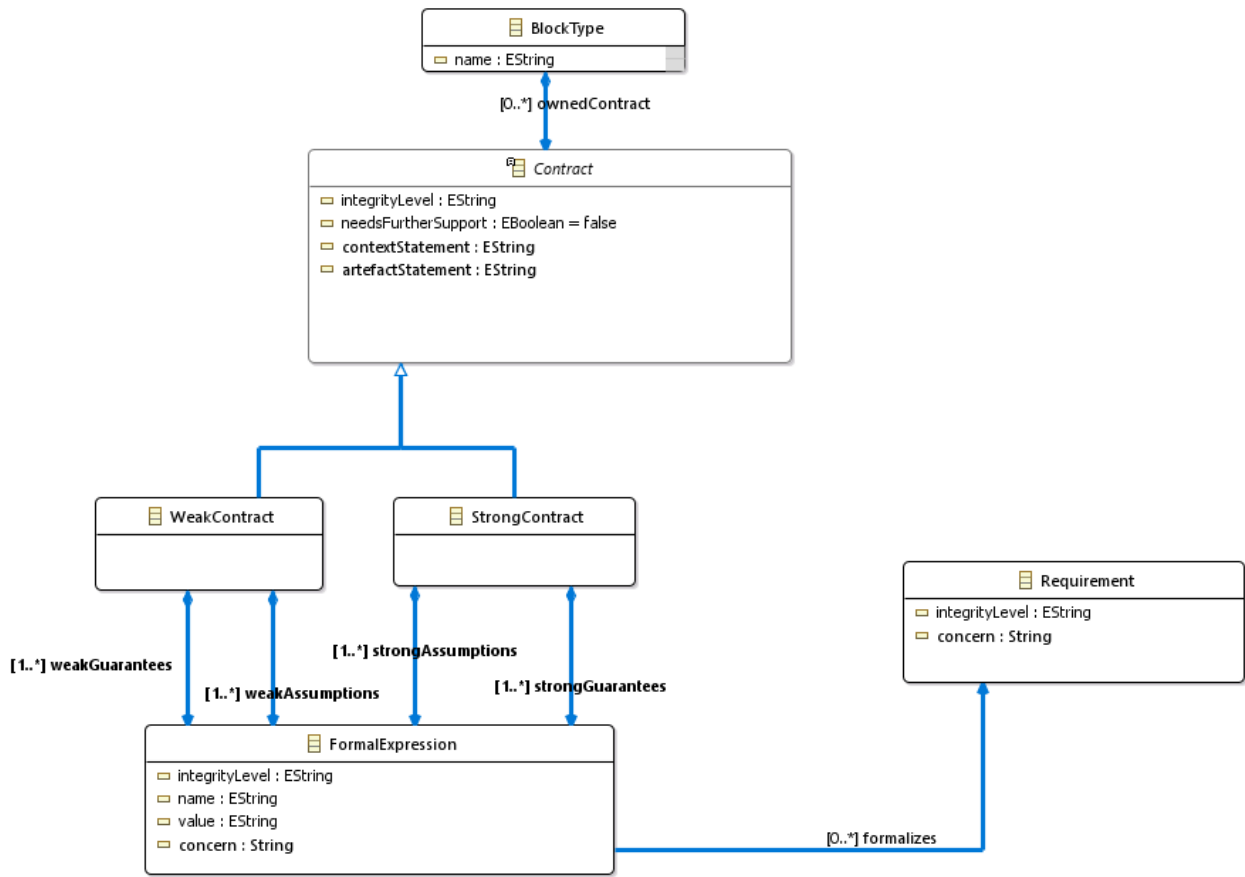 BlockType
name : EString
[0..*] ownedContract
Contract
integrityLevel : EString
needsFurtherSupport : EBoolean = false
contextStatement : EString
artefactStatement : EString
WeakContract
StrongContract
Requirement
integrityLevel : EString
concern : String
[1..*] weakGuarantees
[1..*] strongAssumptions
[1..*] weakAssumptions
[1..*] strongGuarantees
FormalExpression
integrityLevel : EString
name : EString
value : EString
concern : String
[0..*] formalizes